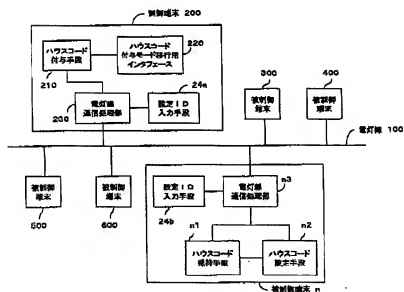 制御端末 200
ハウスコード
付与手段
210
ハウスコード
付与モード移行用
インタフェース
220
電灯線
通信処理部
230
設定ID
入力手段
24a
300
被制御
端末
400
被制御
端末
電灯線 100
被制御
端末
500
被制御
端末
600
設定ID
入力手段
24b
電灯線
通信処理部
n3
n1
ハウスコード
保持手段
n2
ハウスコード
設定手段
被制御端末 n